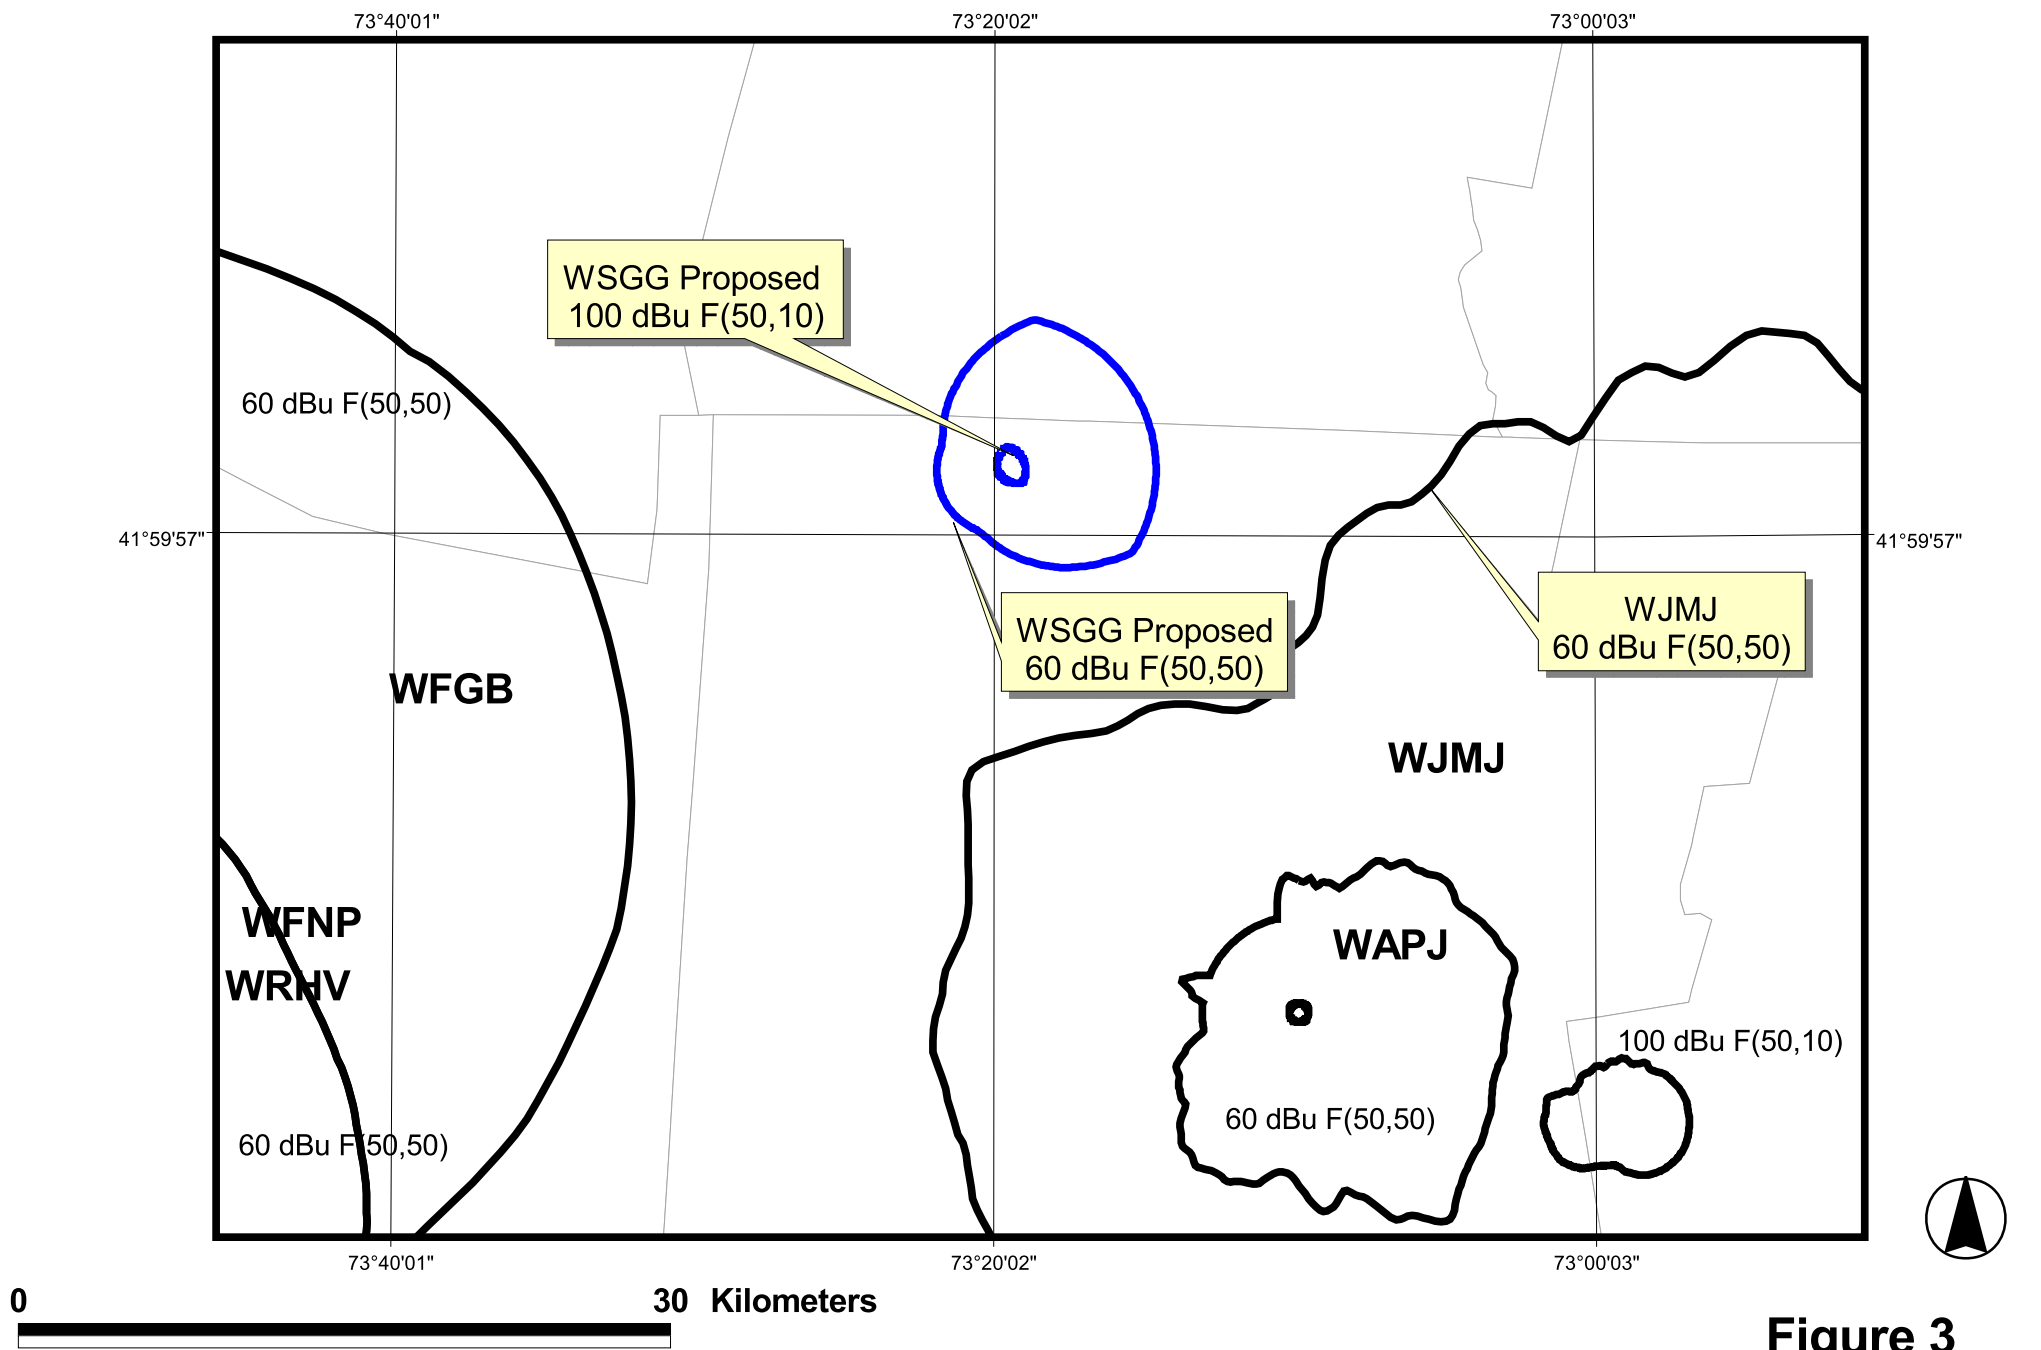 73°40'01"
73°20'02"
73°00'03"
WSGG Proposed
100 dBu F(50,10)
60 dBu F(50,50)
41°59'57"
41°59'57"
WSGG Proposed
60 dBu F(50,50)
WJMJ
60 dBu F(50,50)
WFGB
WJMJ
WFNP
WAPJ
WRHV
100 dBu F(50,10)
60 dBu F(50,50)
60 dBu F(50,50)
73°40'01"
73°20'02"
73°00'03"
0
30 Kilometers
Figure 3